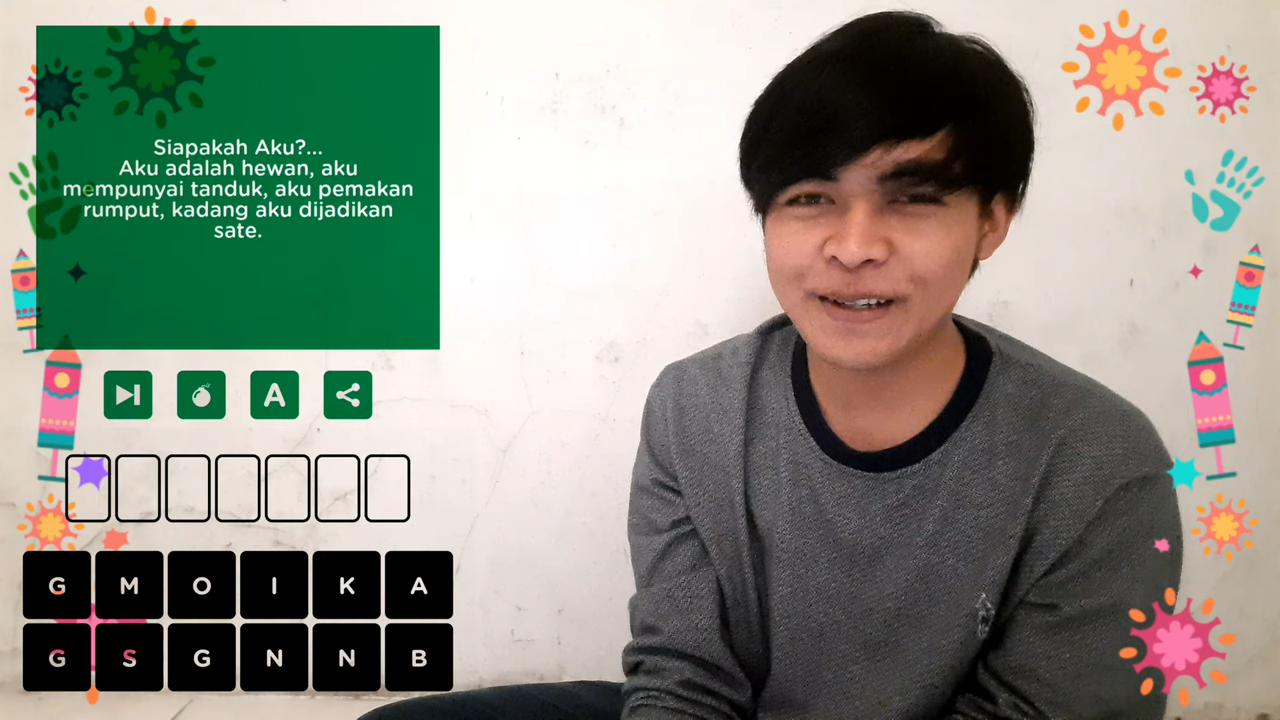 Siapakah Aku?...
Aku adalah hewan, aku
mempunyai tanduk, aku pemakan
rumput, kadang aku dijadikan
sate.
A
G M O I K A
G S G N N B